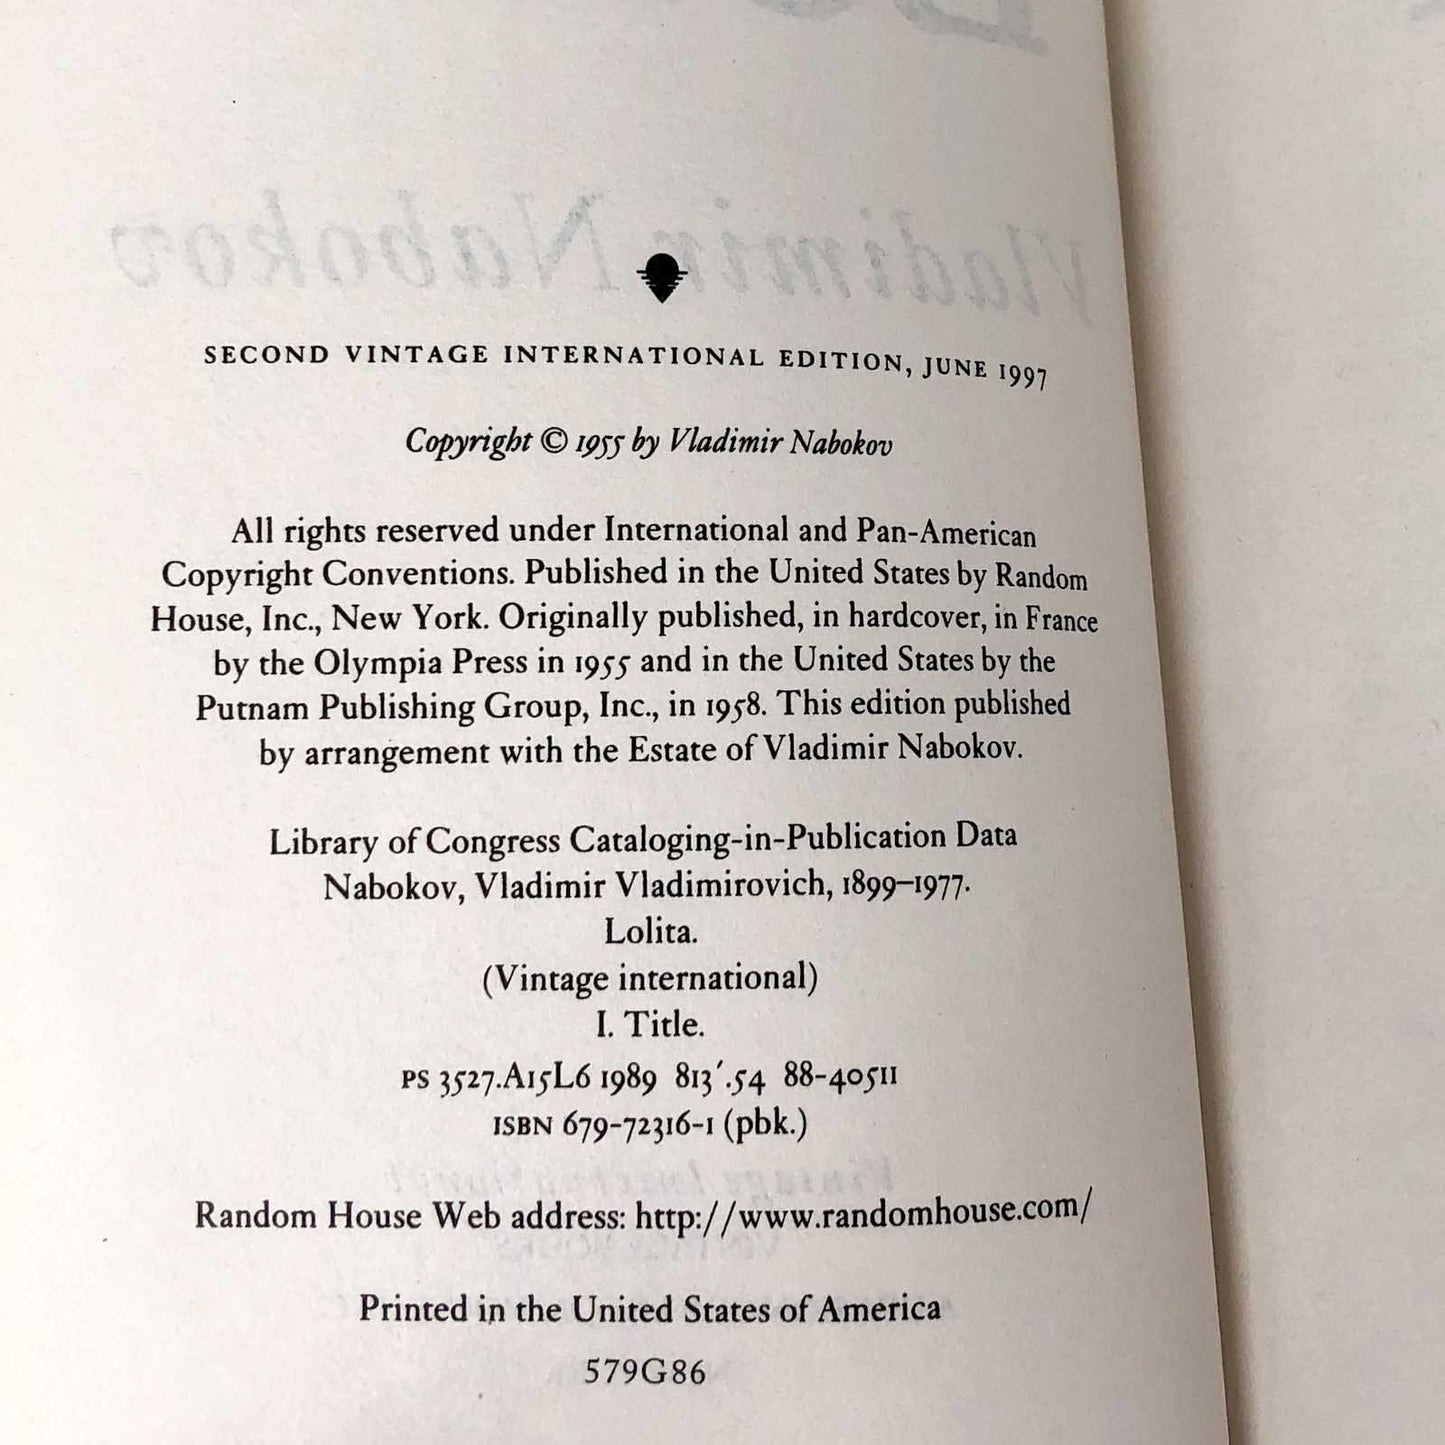 SECOND VINTAGE INTERNATIONAL EDITION, JUNE 1997
Copyright © 1955 by Vladimir Nabokov
All rights reserved under International and Pan-American
Copyright Conventions. Published in the United States by Random
House, Inc., New York. Originally published, in hardcover, in France
by the Olympia Press in 1955 and in the United States by the
Putnam Publishing Group, Inc., in 1958. This edition published
by arrangement with the Estate of Vladimir Nabokov.
Library of Congress Cataloging-in-Publication Data
Nabokov, Vladimir Vladimirovich, 1899–1977.
Lolita.
(Vintage international)
I. Title.
PS 3527.A15L6 1989 813′.54 88-40511
ISBN 679-72316-1 (pbk.)
Random House Web address: http://www.randomhouse.com/
Printed in the United States of America
579G86